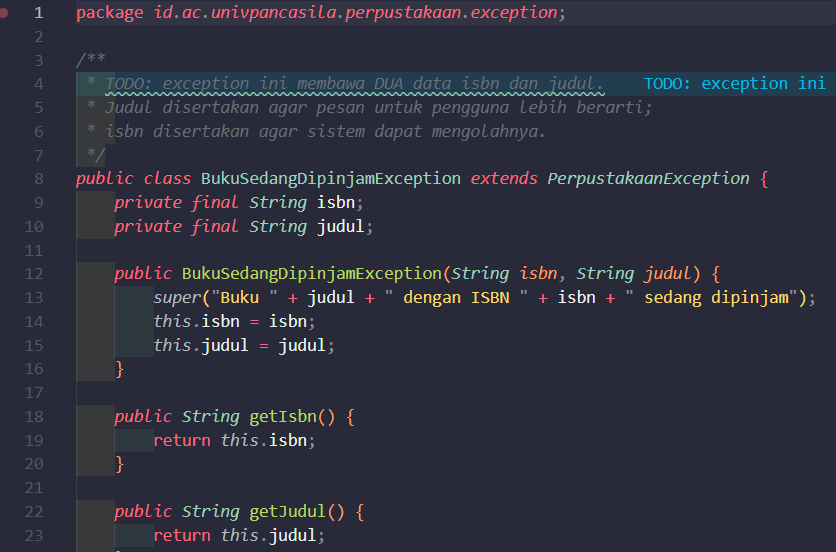 1 package id.ac.univpancasila.perpustakaan.exception;
2
3 /**
4  * TODO: exception ini membawa DUA data isbn dan judul.    TODO: exception ini
5  * Judul disertakan agar pesan untuk pengguna lebih berarti;
6  * isbn disertakan agar sistem dapat mengolahnya.
7  */
8 public class BukuSedangDipinjamException extends PerpustakaanException {
9     private final String isbn;
10     private final String judul;
11
12     public BukuSedangDipinjamException(String isbn, String judul) {
13         super("Buku " + judul + " dengan ISBN " + isbn + " sedang dipinjam");
14         this.isbn = isbn;
15         this.judul = judul;
16     }
17
18     public String getIsbn() {
19         return this.isbn;
20     }
21
22     public String getJudul() {
23         return this.judul;